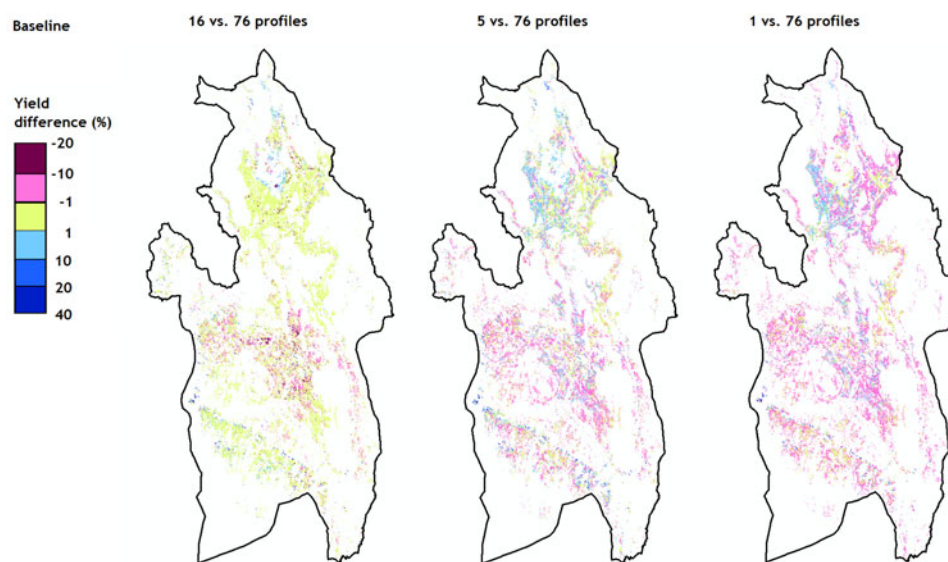 Baseline
16 vs. 76 profiles
5 vs. 76 profiles
1 vs. 76 profiles
Yield
difference (%)
-20
-10
-1
1
10
20
40